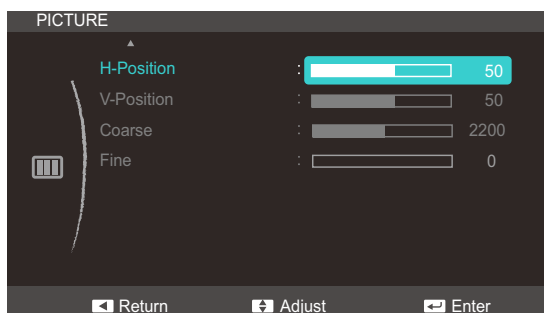 PICTURE
H-Position : 50
V-Position : 50
Coarse : 2200
Fine : 0
Return Adjust Enter